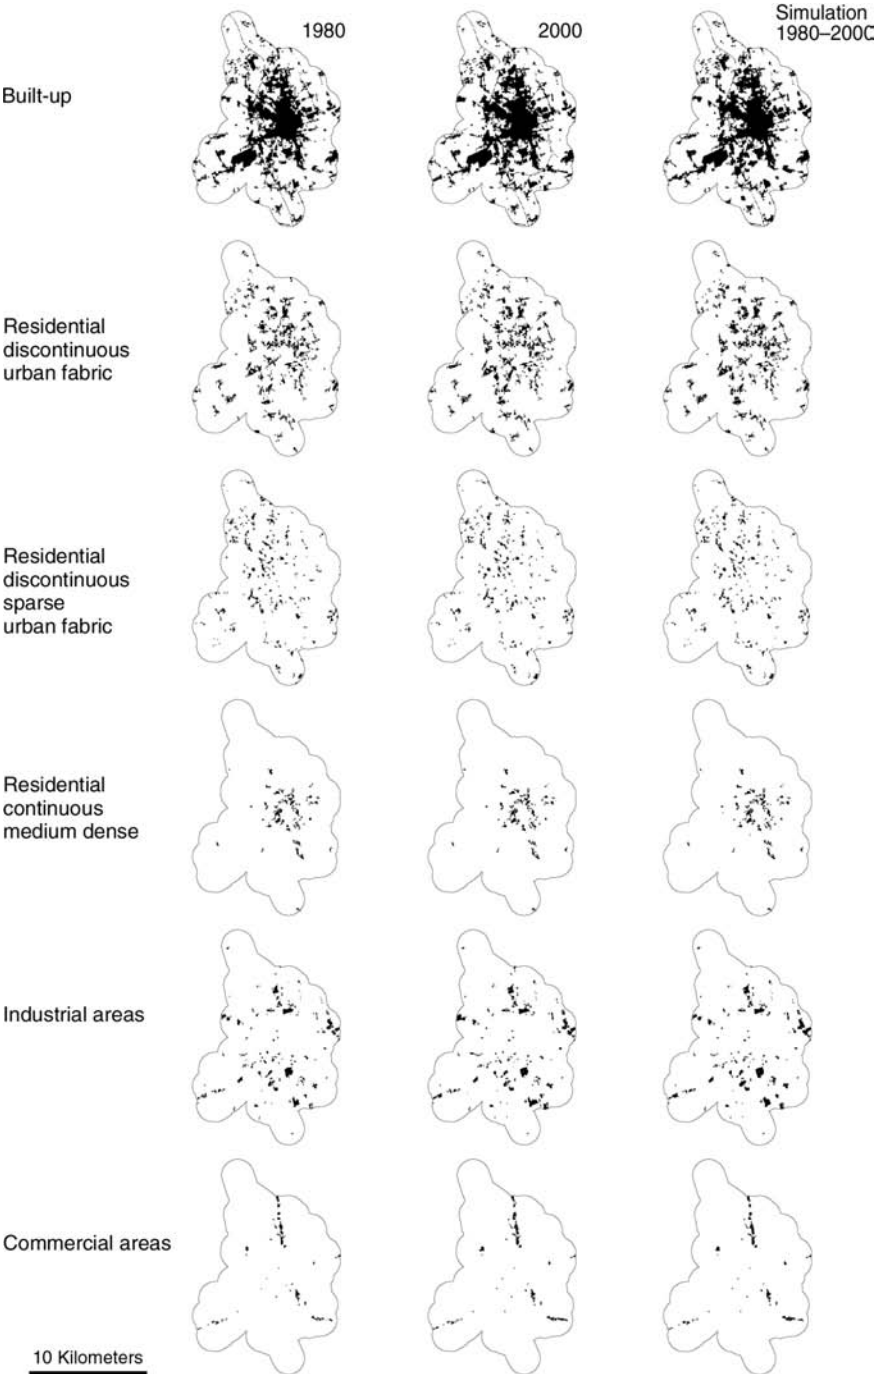 1980
2000
Simulation
1980–200
Built-up
Residential
discontinuous
urban fabric
Residential
discontinuous
sparse
urban fabric
Residential
continuous
medium dense
Industrial areas
Commercial areas
10 Kilometers